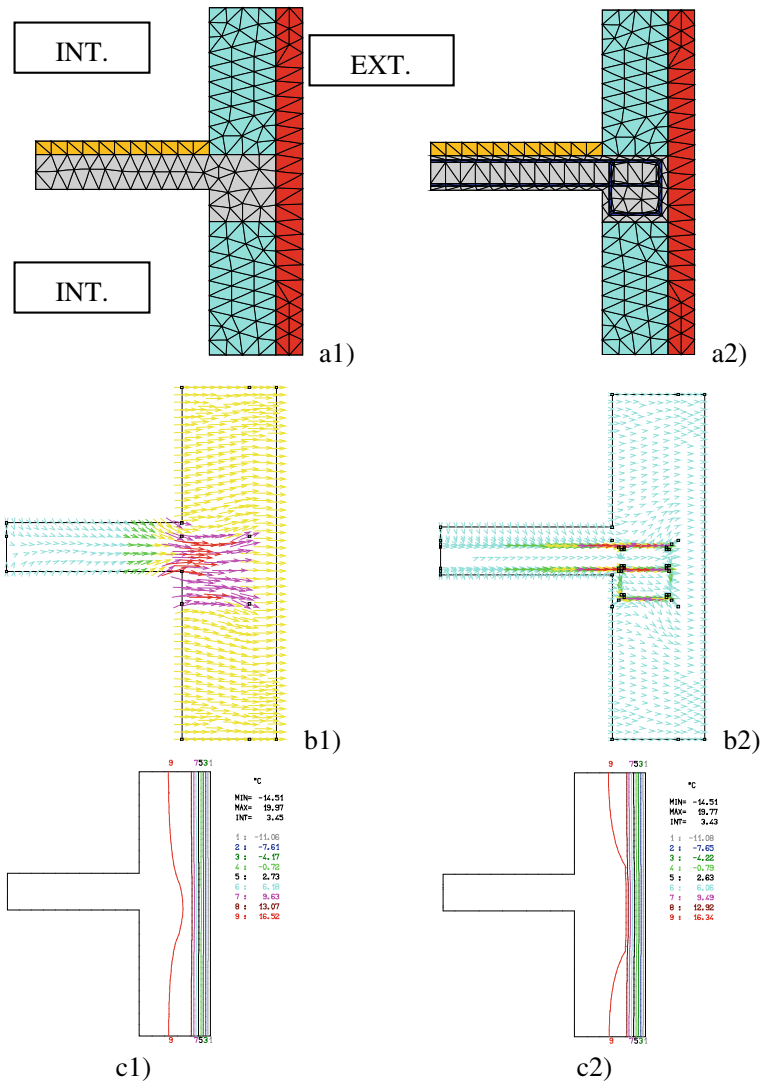 INT.
EXT.
INT.
a1)
a2)
b1)
b2)
9 7531
°C
MIN= -14.51
MAX= 19.97
INT= 3.45
1 : -11.06
2 : -7.61
3 : -4.17
4 : -0.72
5 : 2.73
6 : 6.18
7 : 9.63
8 : 13.07
9 : 16.52
9 7531
c1)
9 7531
°C
MIN= -14.51
MAX= 19.77
INT= 3.43
1 : -11.08
2 : -7.65
3 : -4.22
4 : -0.79
5 : 2.63
6 : 6.06
7 : 9.49
8 : 12.92
9 : 16.34
9 7531
c2)